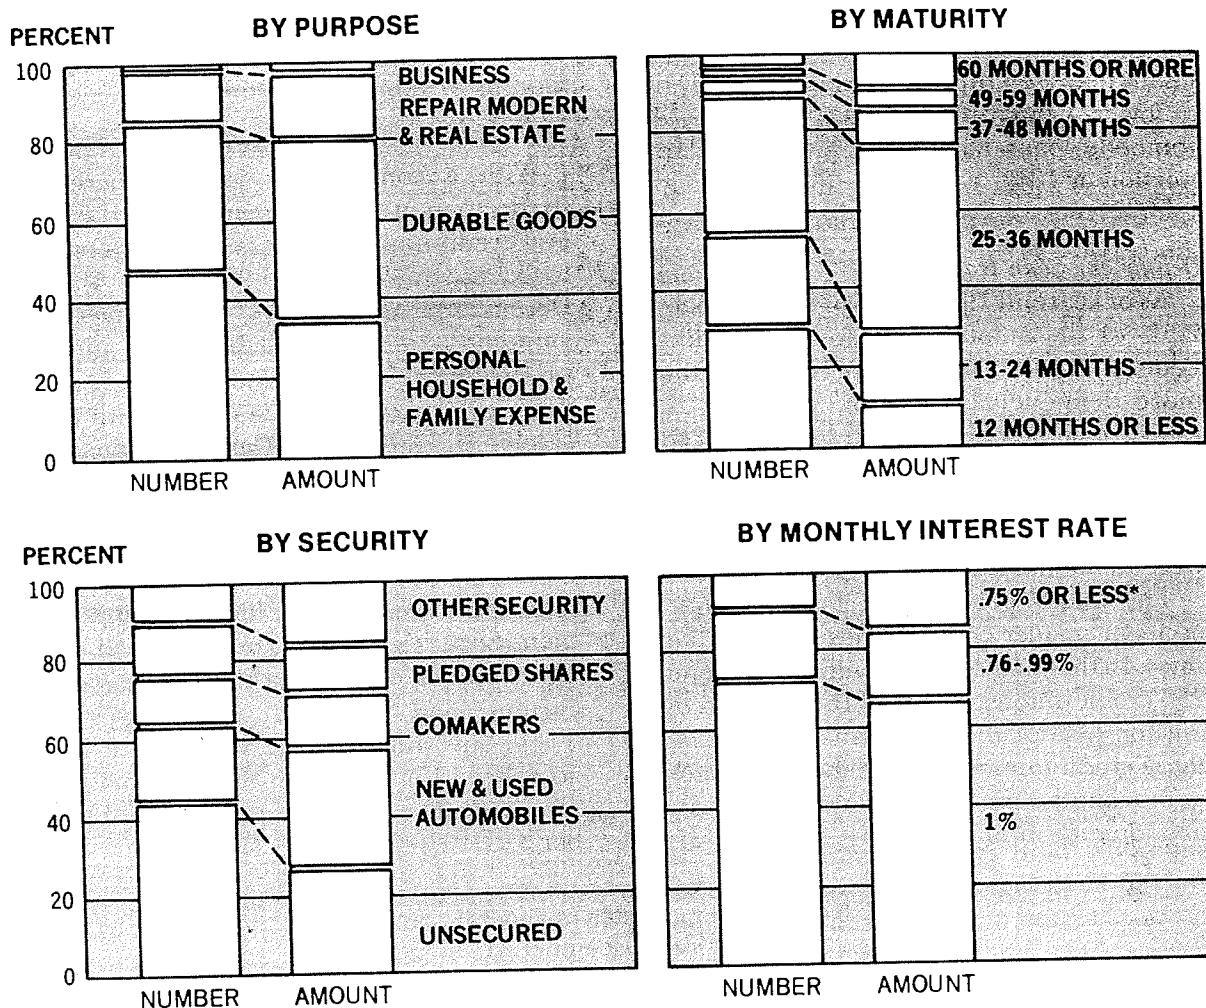 BY PURPOSE
PERCENT
100
80
60
40
20
0
BUSINESS
REPAIR MODERN
& REAL ESTATE
DURABLE GOODS
PERSONAL
HOUSEHOLD &
FAMILY EXPENSE
NUMBER
AMOUNT
BY MATURITY
60 MONTHS OR MORE
49-59 MONTHS
37-48 MONTHS
25-36 MONTHS
13-24 MONTHS
12 MONTHS OR LESS
NUMBER
AMOUNT
BY SECURITY
PERCENT
100
80
60
40
20
0
OTHER SECURITY
PLEDGED SHARES
COMAKERS
NEW & USED
AUTOMOBILES
UNSECURED
NUMBER
AMOUNT
BY MONTHLY INTEREST RATE
.75% OR LESS*
.76-.99%
1%
NUMBER
AMOUNT